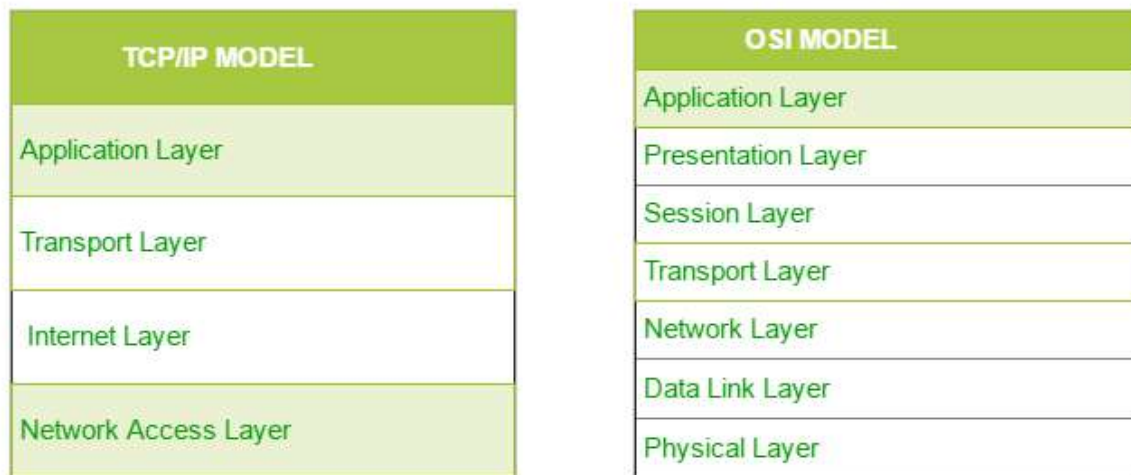 TCP/IP MODEL
Application Layer
Transport Layer
Internet Layer
Network Access Layer
OSI MODEL
Application Layer
Presentation Layer
Session Layer
Transport Layer
Network Layer
Data Link Layer
Physical Layer